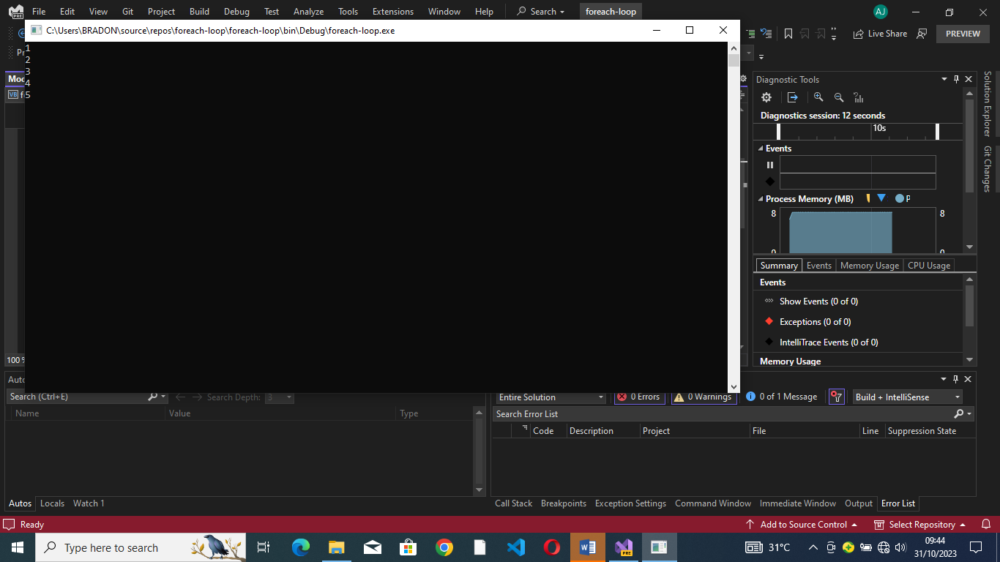 File Edit View Git Project Build Debug Test Analyze Tools Extensions Window Help Search foreach-loop AJ
PRE
C:\Users\BRADON\source\repos\foreach-loop\foreach-loop\bin\Debug\foreach-loop.exe
Live Share PREVIEW
1
2
3
4
5
VB
100 %
Diagnostic Tools
Diagnostics session: 12 seconds
10s
Events
Process Memory (MB) P
8 8
0 0
Summary Events Memory Usage CPU Usage
Events
Show Events (0 of 0)
Exceptions (0 of 0)
IntelliTrace Events (0 of 0)
Memory Usage
Solution Explorer
Git Changes
Search (Ctrl+E) Search Depth: 3
Name Value Type
Autos Locals Watch 1
Entire Solution 0 Errors 0 Warnings 0 of 1 Message Build + IntelliSense
Search Error List
Code Description Project File Line Suppression State
Call Stack Breakpoints Exception Settings Command Window Immediate Window Output Error List
Ready Add to Source Control Select Repository
Type here to search PRE 31°C 09:44
31/10/2023